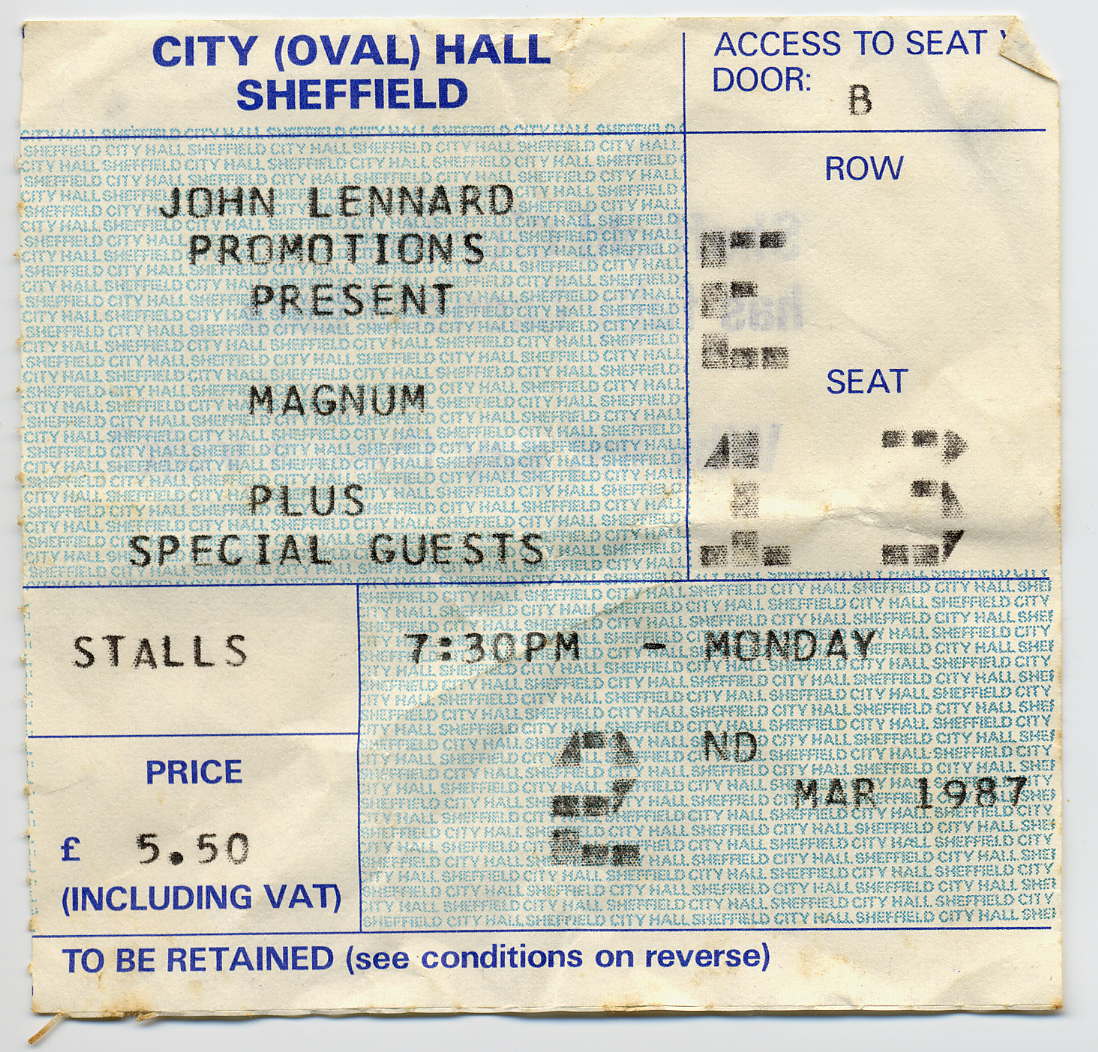 CITY (OVAL) HALL
SHEFFIELD
ACCESS TO SEAT
DOOR: B
JOHN LENNARD
PROMOTIONS
PRESENT
MAGNUM
PLUS
SPECIAL GUESTS
ROW
E
SEAT
13
STALLS
7:30PM - MONDAY
2 ND
MAR 1987
PRICE
£ 5.50
(INCLUDING VAT)
TO BE RETAINED (see conditions on reverse)